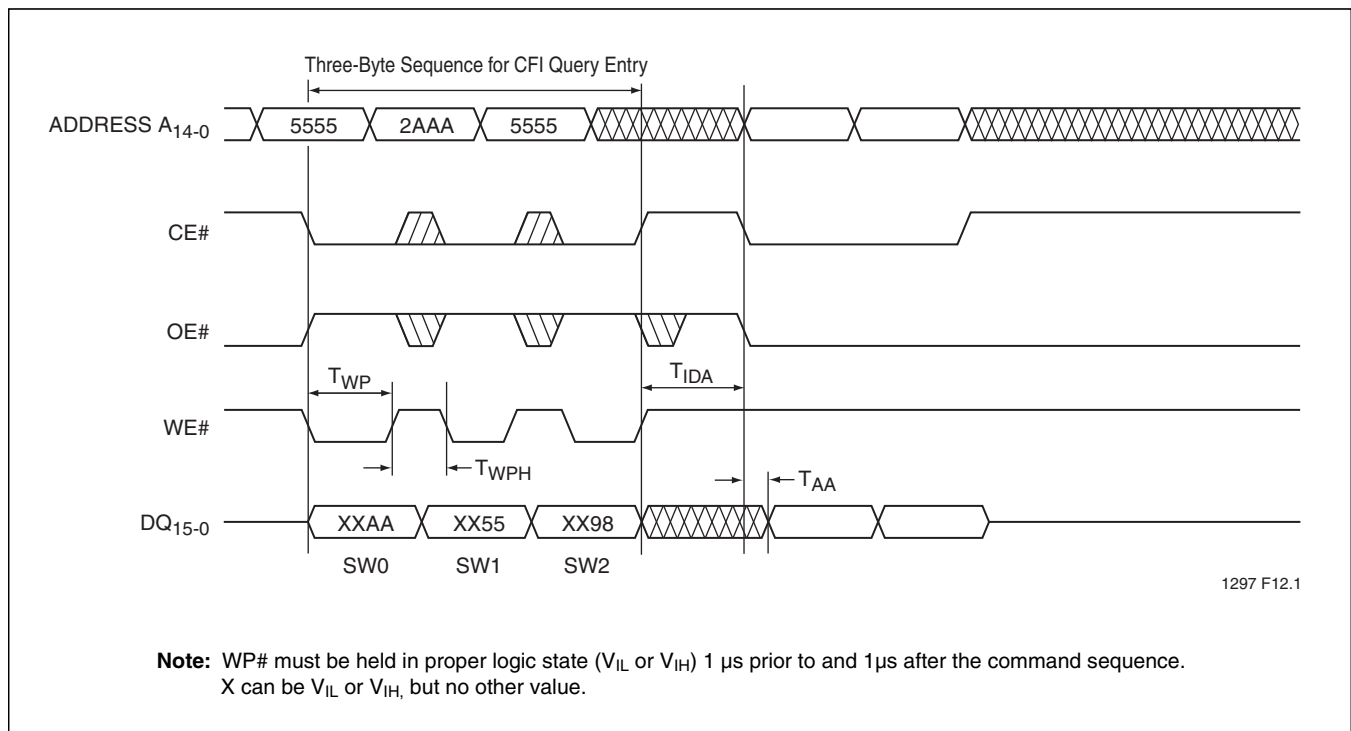 Three-Byte Sequence for CFI Query Entry
ADDRESS A14-0
5555 2AAA 5555
CE#
OE#
TWP
TIDA
WE#
TWPH
TAA
DQ15-0
XXAA XX55 XX98
SW0 SW1 SW2
1297 F12.1
Note: WP# must be held in proper logic state (VIL or VIH) 1 µs prior to and 1µs after the command sequence.
X can be VIL or VIH, but no other value.